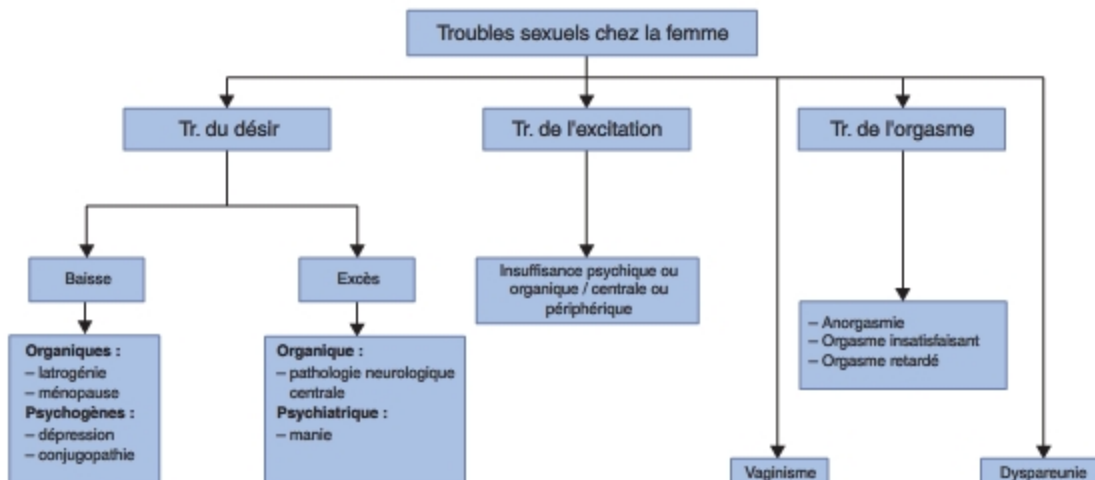 Troubles sexuels chez la femme
Tr. du désir
Tr. de l'excitation
Tr. de l'orgasme
Baisse
Excès
Insuffisance psychique ou
organique / centrale ou
périphérique
– Anorgasmie
– Orgasme insatisfaisant
– Orgasme retardé
Organiques :
– Iatrogénie
– ménopause
Psychogènes :
– dépression
– conjugopathie
Organique :
– pathologie neurologique
centrale
Psychiatrique :
– manie
Vaginisme
Dyspareunie